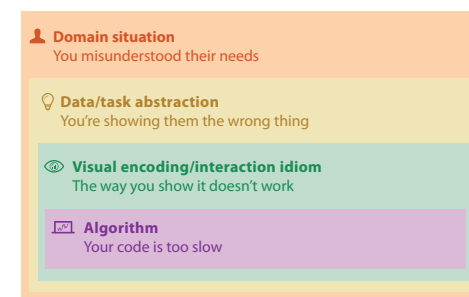 Domain situation
You misunderstood their needs
Data/task abstraction
You're showing them the wrong thing
Visual encoding/interaction idiom
The way you show it doesn't work
Algorithm
Your code is too slow